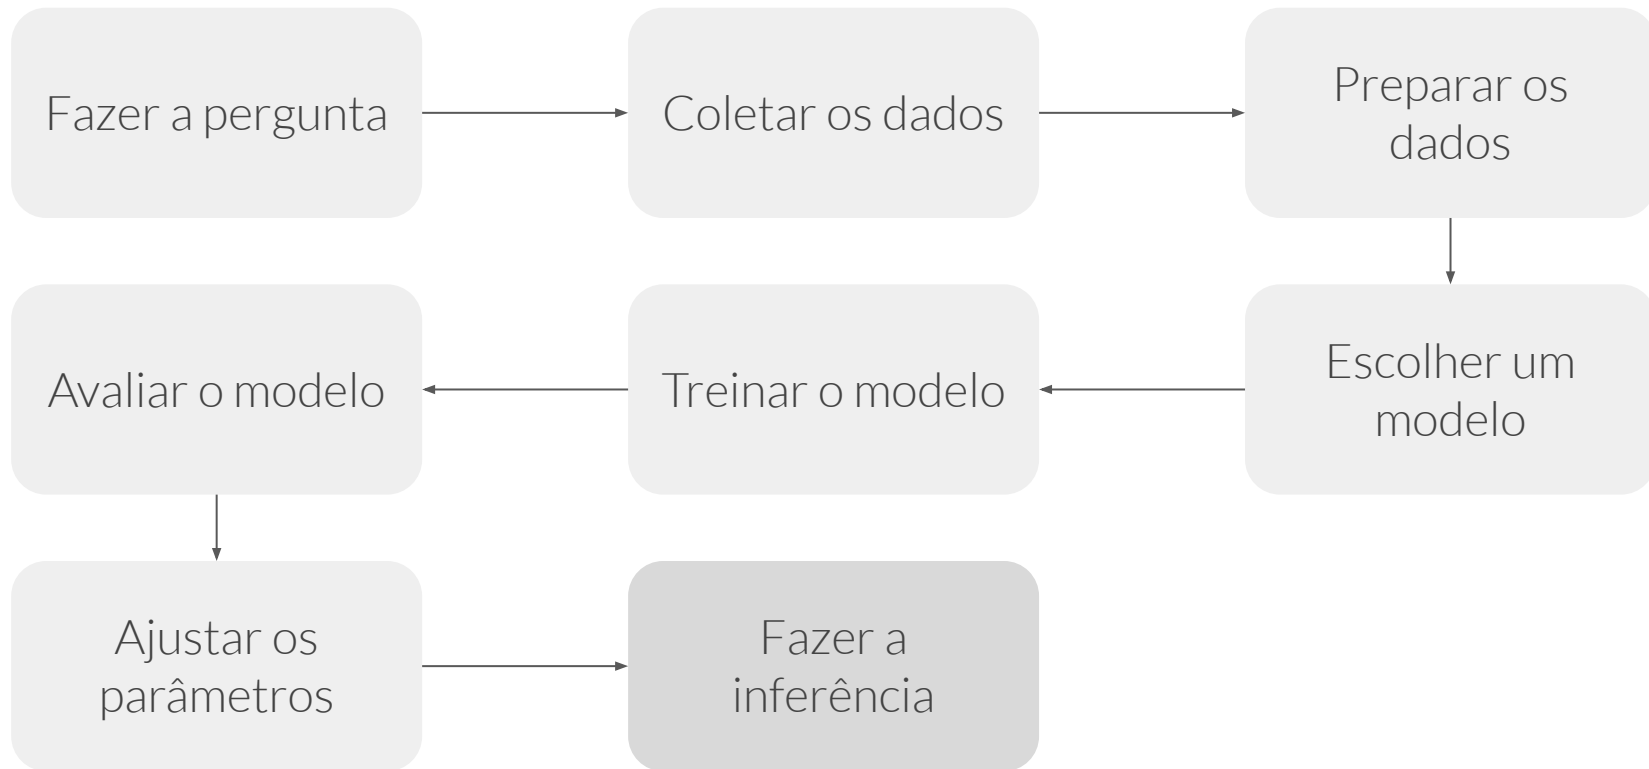 Fazer a pergunta
Coletar os dados
Preparar os
dados
Escolher um
modelo
Treinar o modelo
Avaliar o modelo
Ajustar os
parâmetros
Fazer a
inferência